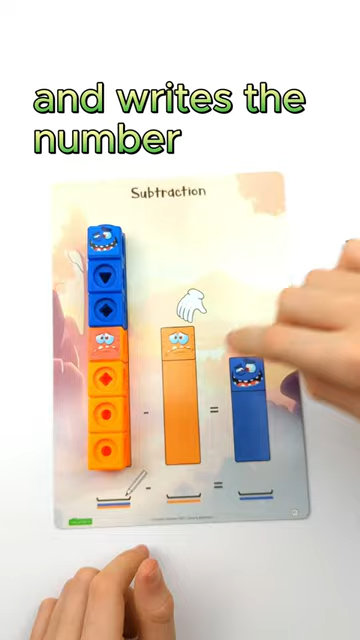 and writes the
number
Subtraction
- =
- =